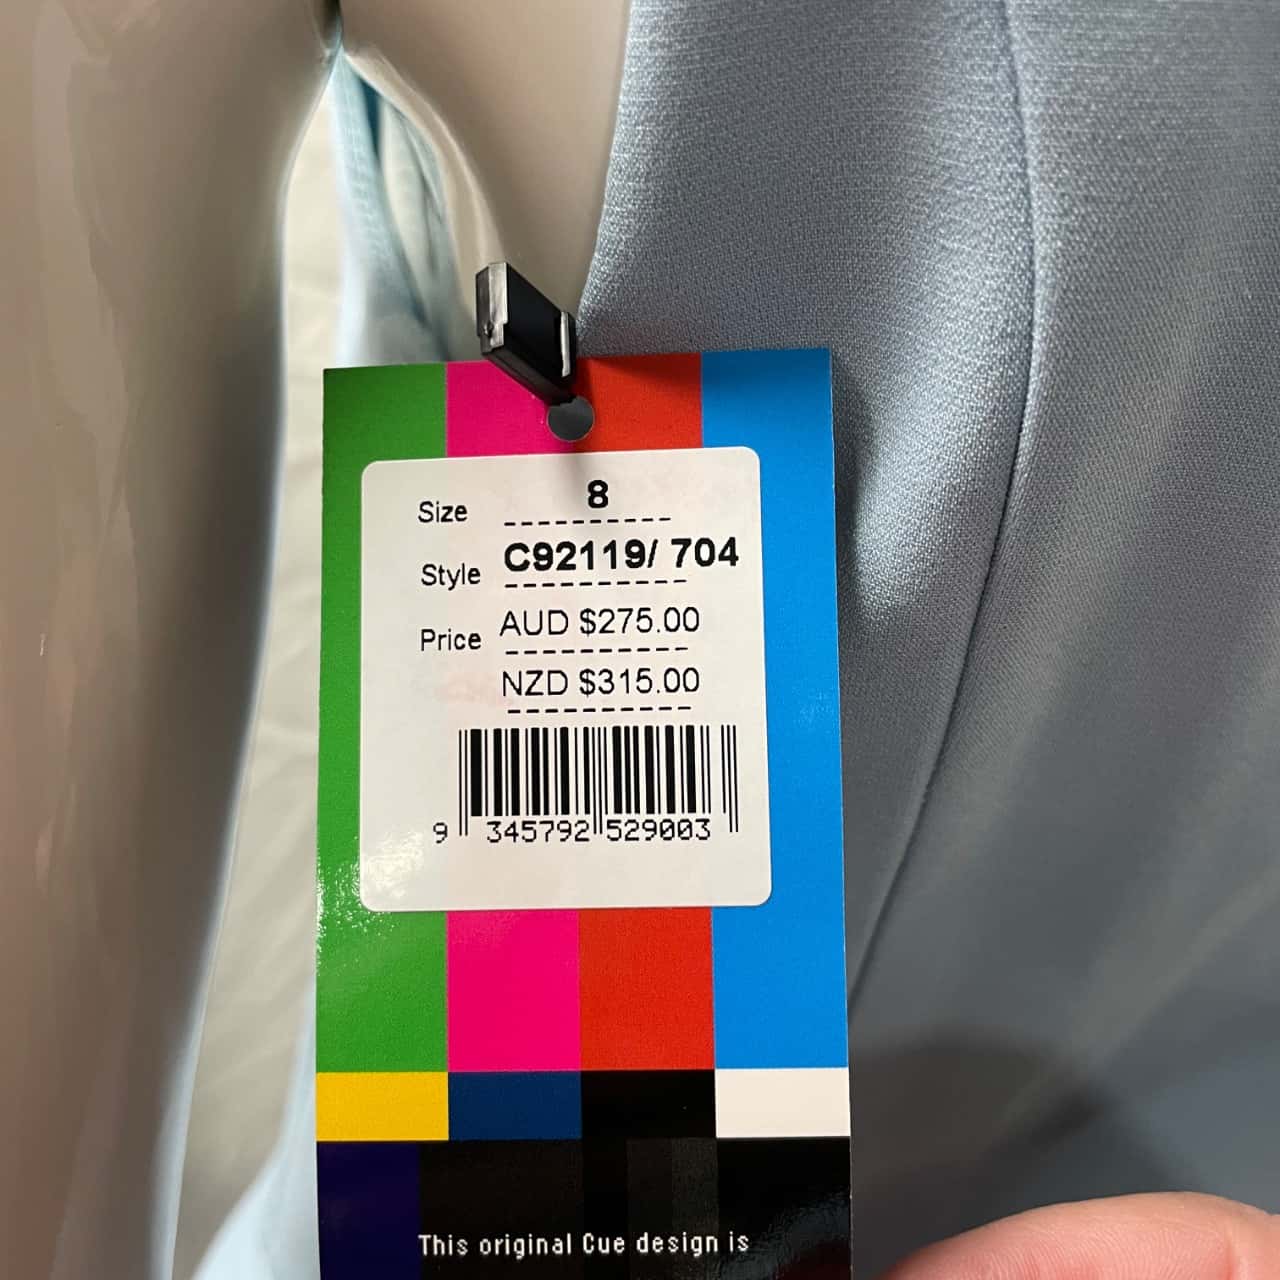 Size 8
Style C92119/ 704
Price AUD $275.00
NZD $315.00
9 345792 529003
This original Cue design is